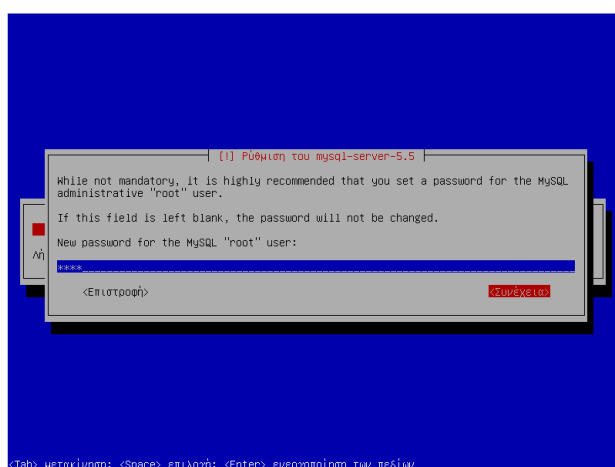 [!] Ρύθμιση του mysql-server-5.5
While not mandatory, it is highly recommended that you set a password for the MySQL
administrative "root" user.
If this field is left blank, the password will not be changed.
New password for the MySQL "root" user:
Λή
****
<Επιστροφή> <Συνέχεια>
<Tab> μετακίνηση; <Space> επιλογή; <Enter> ενεργοποίηση των πεδίων